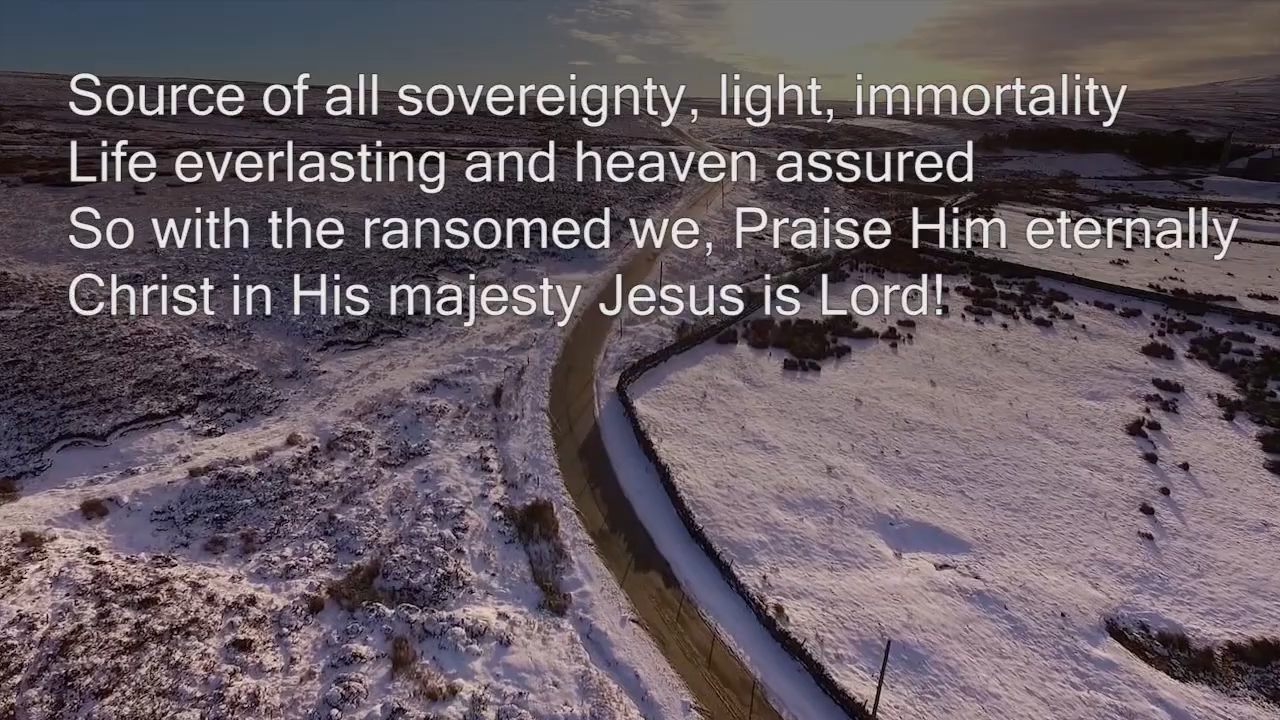 Source of all sovereignty, light, immortality
Life everlasting and heaven assured
So with the ransomed we, Praise Him eternally
Christ in His majesty Jesus is Lord!